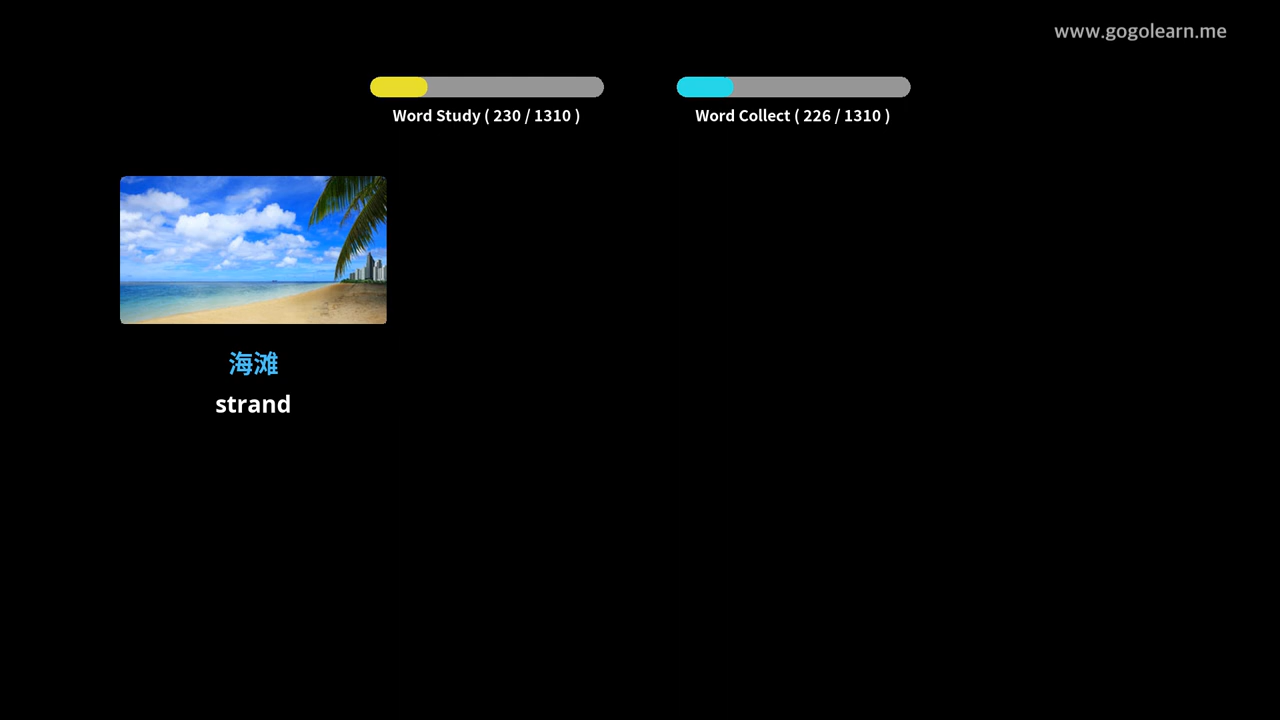 www.gogolearn.me
Word Study ( 230 / 1310 )
Word Collect ( 226 / 1310 )
海滩
strand